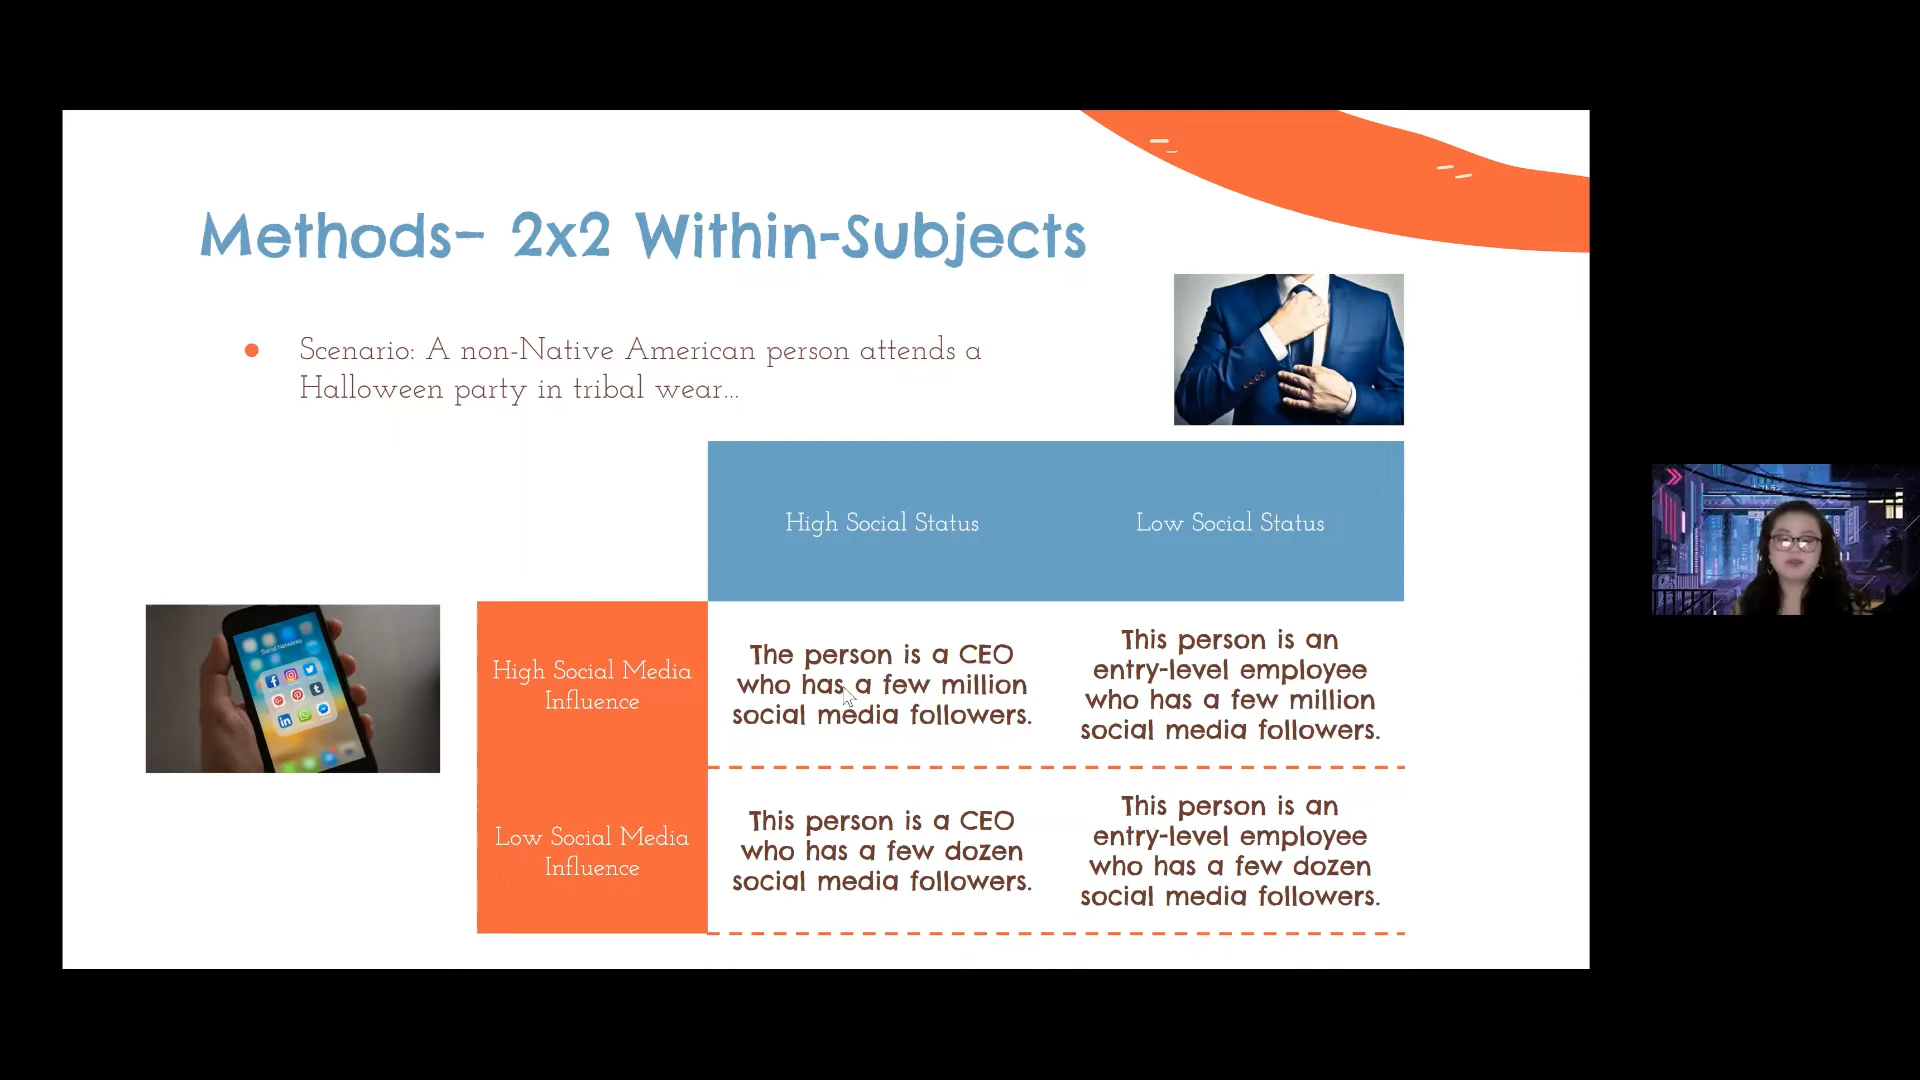 Methods- 2x2 Within-Subjects
Scenario: A non-Native American person attends a
Halloween party in tribal wear...
High Social Status
Low Social Status
Social Networks
High Social Media
Influence
The person is a CEO
who has a few million
social media followers.
This person is an
entry-level employee
who has a few million
social media followers.
Low Social Media
Influence
This person is a CEO
who has a few dozen
social media followers.
This person is an
entry-level employee
who has a few dozen
social media followers.